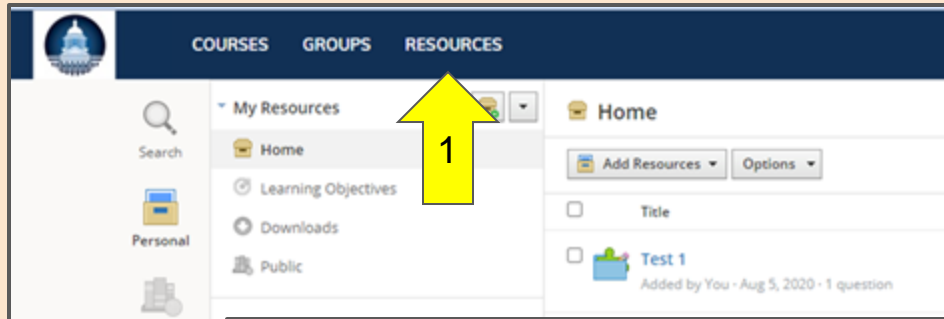 COURSES GROUPS RESOURCES
Search
Personal
My Resources
Home
Learning Objectives
Downloads
Public
1
Home
Add Resources Options
Title
Test 1
Added by You - Aug 5, 2020 - 1 question